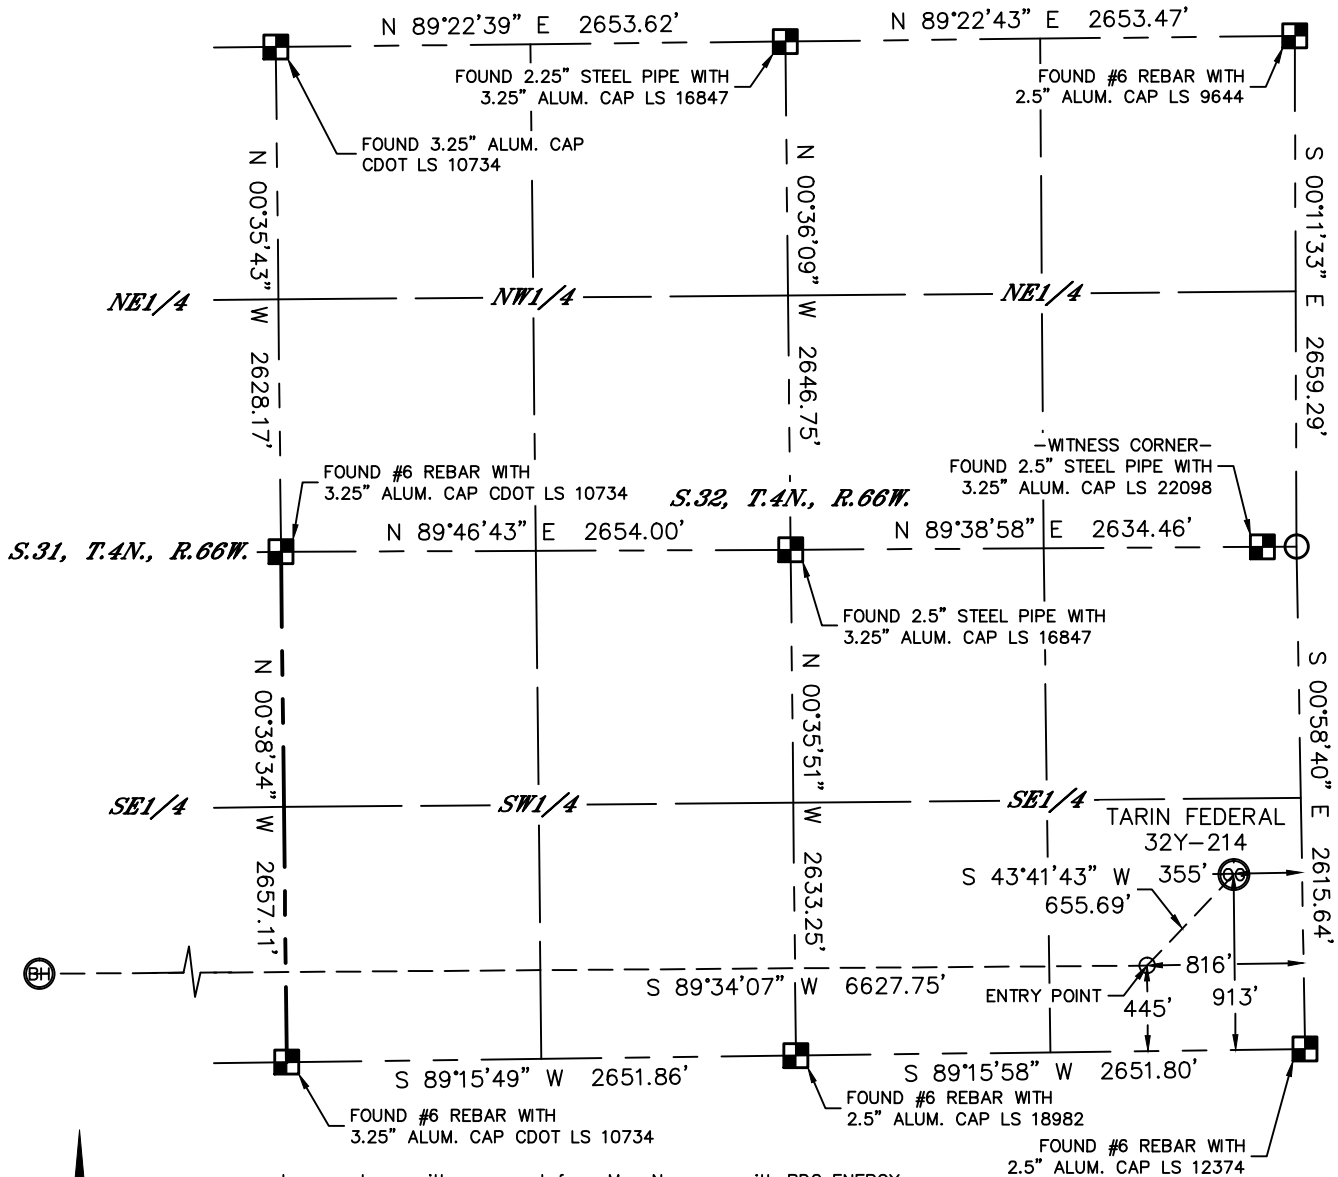 N 89°22'39" E 2653.62'
N 89°22'43" E 2653.47'
FOUND 2.25" STEEL PIPE WITH
3.25" ALUM. CAP LS 16847
FOUND #6 REBAR WITH
2.5" ALUM. CAP LS 9644
FOUND 3.25" ALUM. CAP
CDOT LS 10734
N 00°35'43" W 2628.17'
N 00°36'09" W 2646.75'
S 00°11'33" E 2659.29'
NE1/4
NW1/4
NE1/4
-WITNESS CORNER-
FOUND 2.5" STEEL PIPE WITH
3.25" ALUM. CAP LS 22098
FOUND #6 REBAR WITH
3.25" ALUM. CAP CDOT LS 10734
S.32, T.4N., R.66W.
N 89°46'43" E 2654.00'
N 89°38'58" E 2634.46'
S.31, T.4N., R.66W.
FOUND 2.5" STEEL PIPE WITH
3.25" ALUM. CAP LS 16847
N 00°38'34" W 2657.11'
N 00°35'51" W 2633.25'
S 00°58'40" E 2615.64'
SE1/4
SW1/4
SE1/4
TARIN FEDERAL
32Y-214
S 43°41'43" W
655.69'
355'
BH
816'
S 89°34'07" W 6627.75'
ENTRY POINT
445'
913'
S 89°15'49" W 2651.86'
S 89°15'58" W 2651.80'
FOUND #6 REBAR WITH
3.25" ALUM. CAP CDOT LS 10734
FOUND #6 REBAR WITH
2.5" ALUM. CAP LS 18982
FOUND #6 REBAR WITH
2.5" ALUM. CAP LS 12374